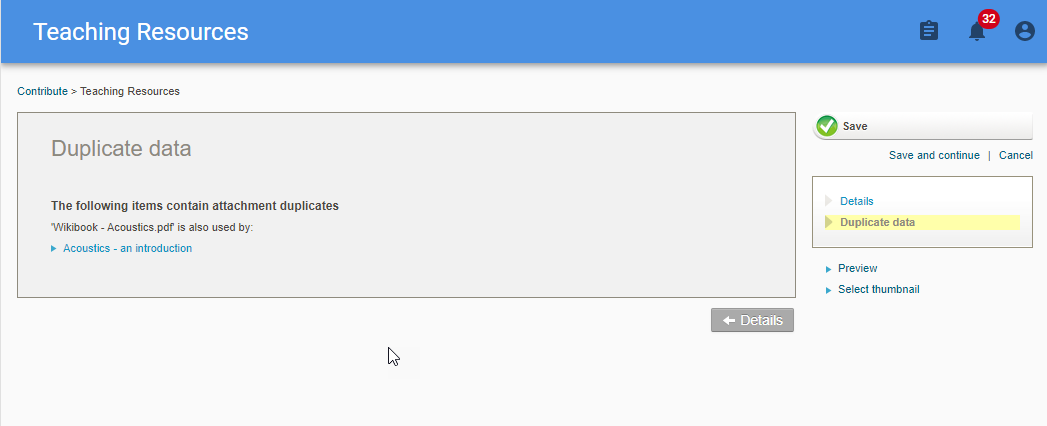 Teaching Resources
32
Contribute > Teaching Resources
Duplicate data
The following items contain attachment duplicates
'Wikibook - Acoustics.pdf' is also used by:
Acoustics - an introduction
Details
Save
Save and continue | Cancel
Details
Duplicate data
Preview
Select thumbnail